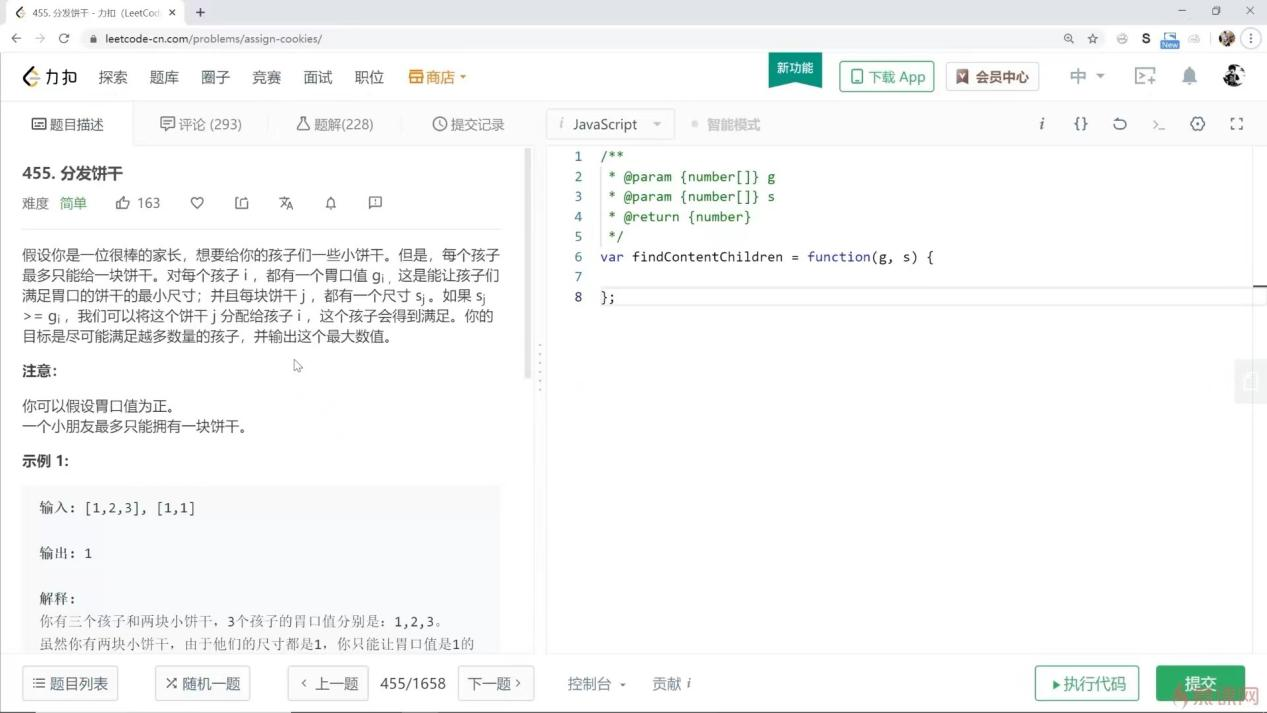 455. 分发饼干 - 力扣（LeetCod
leetcode-cn.com/problems/assign-cookies/
S
New
力扣 探索 题库 圈子 竞赛 面试 职位 商店 新功能 下载 App 会员中心 中
题目描述 评论 (293) 题解(228) 提交记录 i JavaScript 智能模式 i {} >_
455. 分发饼干
难度 简单 163
假设你是一位很棒的家长，想要给你的孩子们一些小饼干。但是，每个孩子
最多只能给一块饼干。对每个孩子 i ，都有一个胃口值 gi ，这是能让孩子们
满足胃口的饼干的最小尺寸；并且每块饼干 j ，都有一个尺寸 sj 。如果 sj
>= gi ，我们可以将这个饼干 j 分配给孩子 i ，这个孩子会得到满足。你的
目标是尽可能满足越多数量的孩子，并输出这个最大数值。
注意：
你可以假设胃口值为正。
一个小朋友最多只能拥有一块饼干。
示例 1:
输入: [1,2,3], [1,1]
输出: 1
解释:
你有三个孩子和两块小饼干，3个孩子的胃口值分别是：1,2,3。
虽然你有两块小饼干，由于他们的尺寸都是1，你只能让胃口值是1的
1 /**
2 * @param {number[]} g
3 * @param {number[]} s
4 * @return {number}
5 */
6 var findContentChildren = function(g, s) {
7
8 };
题目列表 随机一题 上一题 455/1658 下一题 控制台 贡献 i 执行代码 提交
慕课网